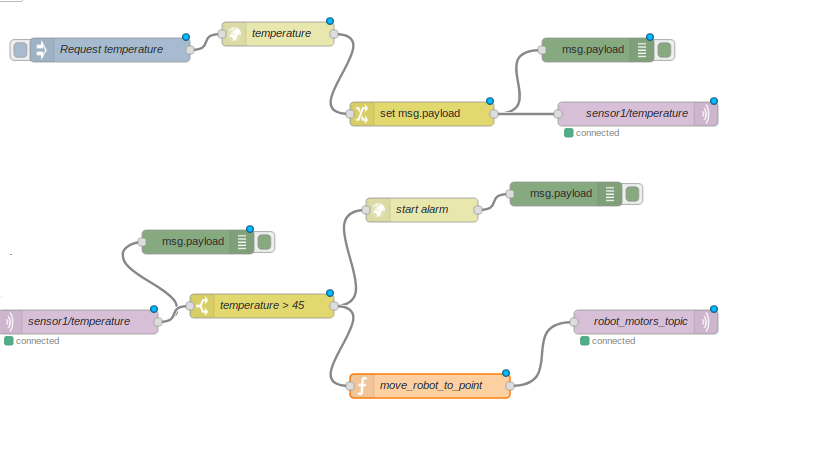 temperature
Request temperature
msg.payload
set msg.payload
sensor1/temperature
connected
msg.payload
start alarm
msg.payload
temperature > 45
sensor1/temperature
connected
robot_motors_topic
connected
move_robot_to_point